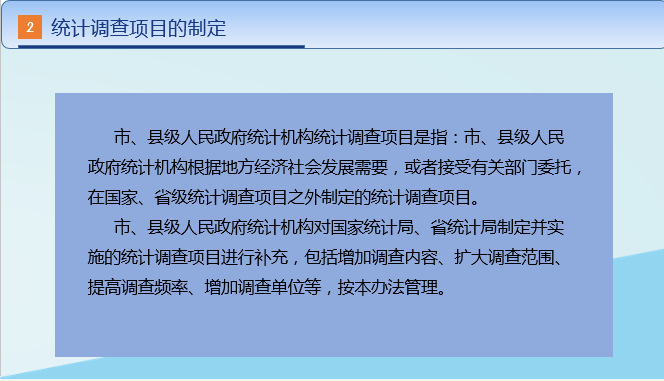 2 统计调查项目的制定
市、县级人民政府统计机构统计调查项目是指：市、县级人民
政府统计机构根据地方经济社会发展需要，或者接受有关部门委托，
在国家、省级统计调查项目之外制定的统计调查项目。
市、县级人民政府统计机构对国家统计局、省统计局制定并实
施的统计调查项目进行补充，包括增加调查内容、扩大调查范围、
提高调查频率、增加调查单位等，按本办法管理。